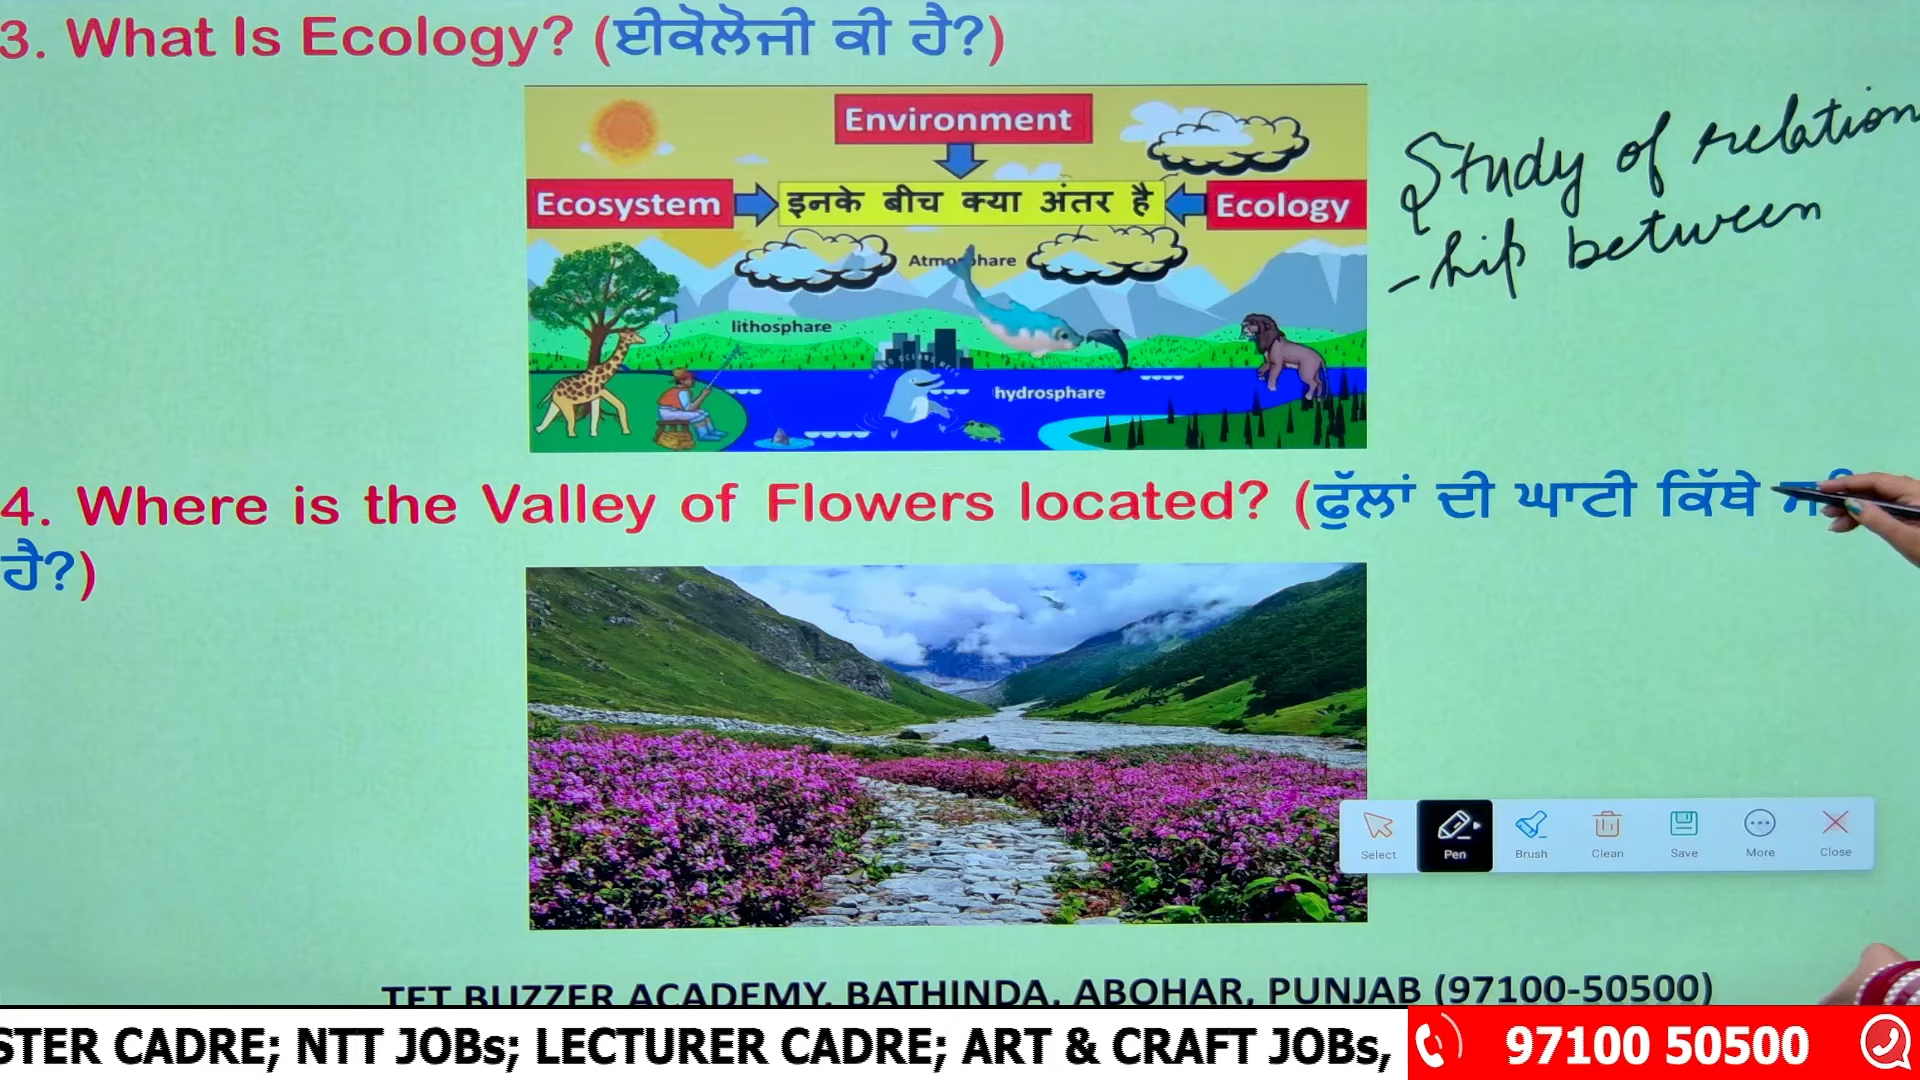 3. What Is Ecology? (ਈਕੋਲੋਜੀ ਕੀ ਹੈ?)
Environment
Ecosystem
इनके बीच क्या अंतर है
Ecology
Atmosphare
lithosphare
hydrosphare
Study of relation
-hip between
4. Where is the Valley of Flowers located? (ਫੁੱਲਾਂ ਦੀ ਘਾਟੀ ਕਿੱਥੇ
ਹੈ?)
Select
Pen
Brush
Clean
Save
More
Close
TET BUZZER ACADEMY, BATHINDA, ABOHAR, PUNJAB (97100-50500)
STER CADRE; NTT JOBs; LECTURER CADRE; ART & CRAFT JOBs,
97100 50500